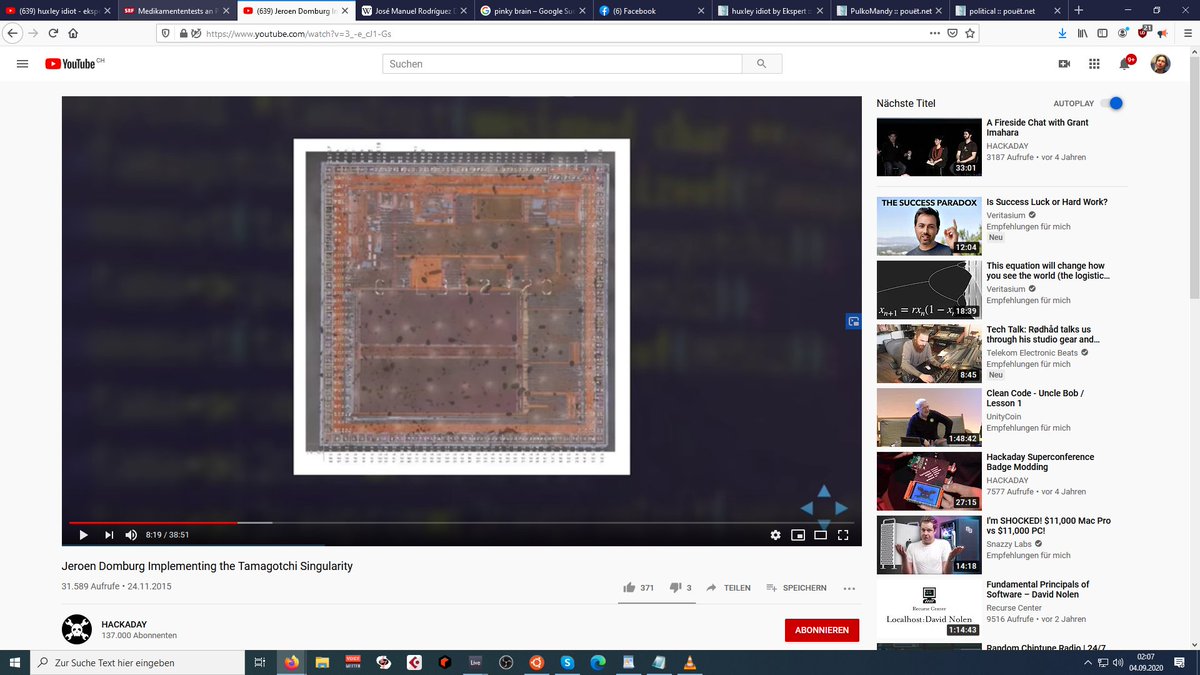 (639) huxley idiot - ekspe
SRF Medikamententests an P
(639) Jeroen Domburg I
W José Manuel Rodríguez
pinky brain – Google Su
(6) Facebook
huxley idiot by Ekspert ::
PulkoMandy :: pouët.net
political :: pouët.net
https://www.youtube.com/watch?v=3_-e_cJ1-Gs
21
YouTube CH
Suchen
9+
8:19 / 38:51
Jeroen Domburg Implementing the Tamagotchi Singularity
31.589 Aufrufe • 24.11.2015
371
3
TEILEN
SPEICHERN
HACKADAY
137.000 Abonnenten
ABONNIEREN
Nächste Titel
AUTOPLAY
33:01
A Fireside Chat with Grant
Imahara
HACKADAY
3187 Aufrufe • vor 4 Jahren
THE SUCCESS PARADOX
12:04
Is Success Luck or Hard Work?
Veritasium
Empfehlungen für mich
Neu
xn+1 = rxn(1 − x
18:39
This equation will change how
you see the world (the logistic...
Veritasium
Empfehlungen für mich
8:45
Tech Talk: Rødhåd talks us
through his studio gear and...
Telekom Electronic Beats
Empfehlungen für mich
Neu
1:48:42
Clean Code - Uncle Bob /
Lesson 1
UnityCoin
Empfehlungen für mich
27:15
Hackaday Superconference
Badge Modding
HACKADAY
7577 Aufrufe • vor 4 Jahren
14:18
I'm SHOCKED! $11,000 Mac Pro
vs $11,000 PC!
Snazzy Labs
Empfehlungen für mich
Recurse Center
Localhost: David Nolen
1:14:43
Fundamental Principals of
Software – David Nolen
Recurse Center
9516 Aufrufe • vor 2 Jahren
Random Chiptune Radio | 24/7
Zur Suche Text hier eingeben
Live
02:07
04.09.2020